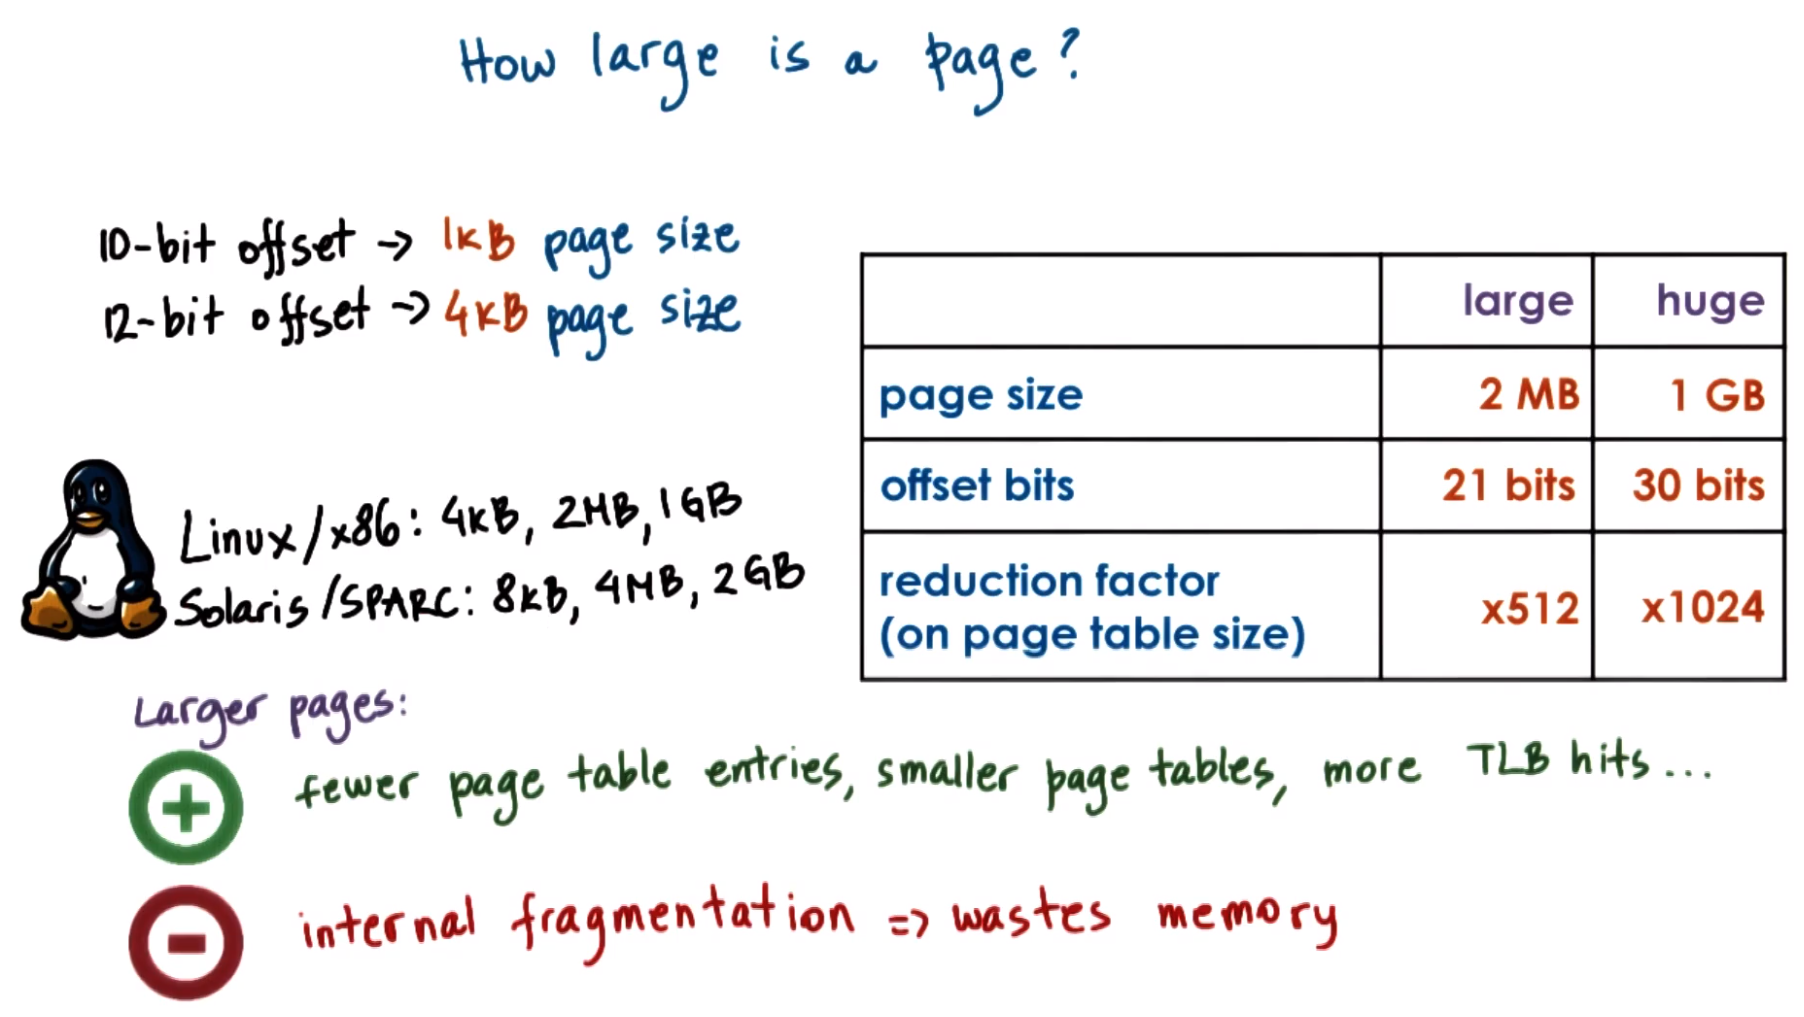 How large is a page?
10-bit offset -> 1KB page size
12-bit offset -> 4KB page size
large huge
page size 2 MB 1 GB
offset bits 21 bits 30 bits
reduction factor
(on page table size) x512 x1024
Linux/x86: 4KB, 2MB, 1GB
Solaris/SPARC: 8KB, 4MB, 2GB
Larger pages:
+ fewer page table entries, smaller page tables, more TLB hits...
- internal fragmentation => wastes memory